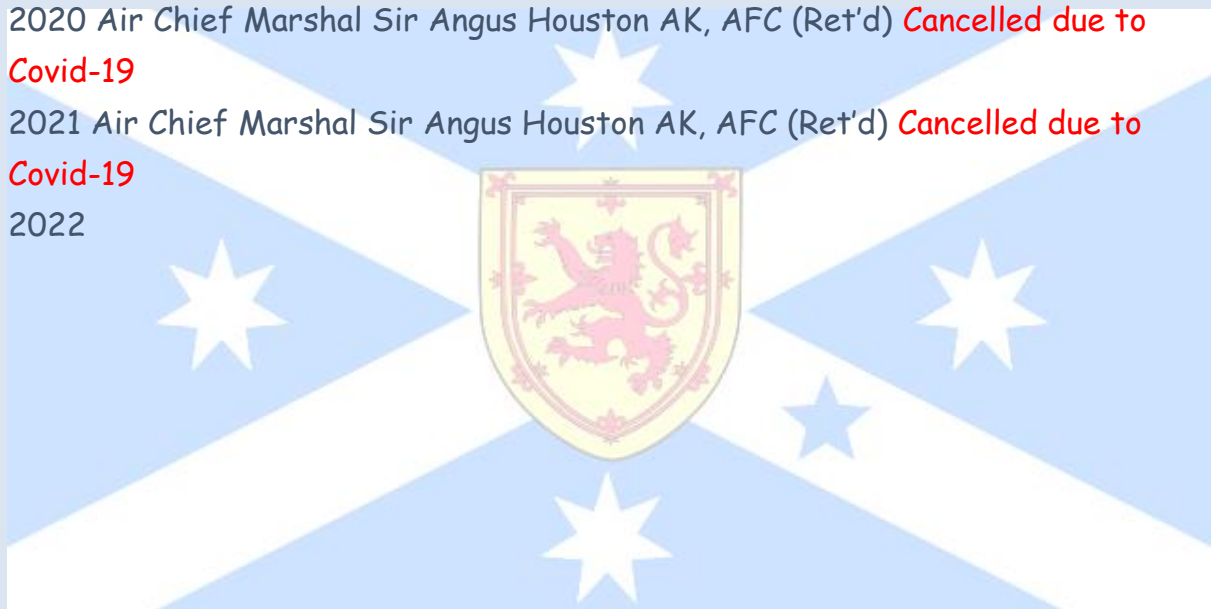 2020 Air Chief Marshal Sir Angus Houston AK, AFC (Ret'd) Cancelled due to
Covid-19
2021 Air Chief Marshal Sir Angus Houston AK, AFC (Ret'd) Cancelled due to
Covid-19
2022